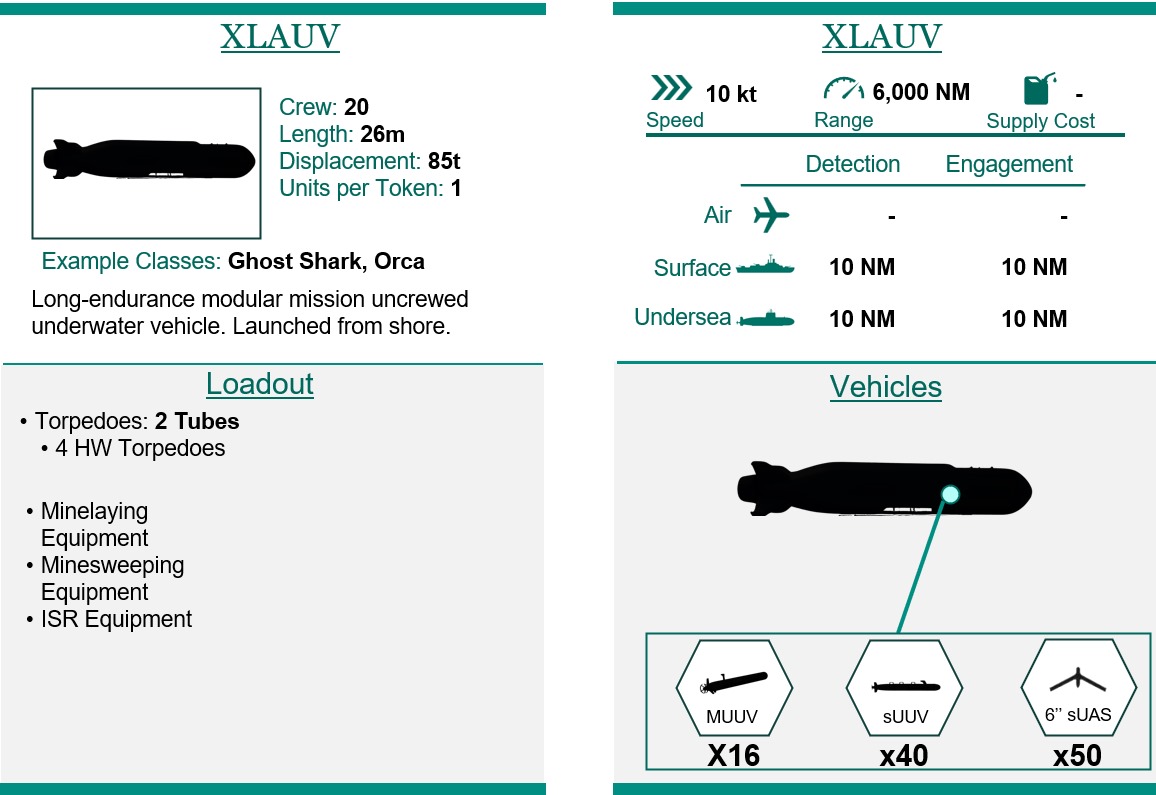 XLAUV
Crew: 20
Length: 26m
Displacement: 85t
Units per Token: 1
Example Classes: Ghost Shark, Orca
Long-endurance modular mission uncrewed
underwater vehicle. Launched from shore.
Loadout
• Torpedoes: 2 Tubes
• 4 HW Torpedoes
• Minelaying
Equipment
• Minesweeping
Equipment
• ISR Equipment
XLAUV
10 kt
6,000 NM
-
Speed
Range
Supply Cost
Detection
Engagement
Air - -
Surface 10 NM 10 NM
Undersea 10 NM 10 NM
Vehicles
MUUV
sUUV
6’’ sUAS
X16
x40
x50